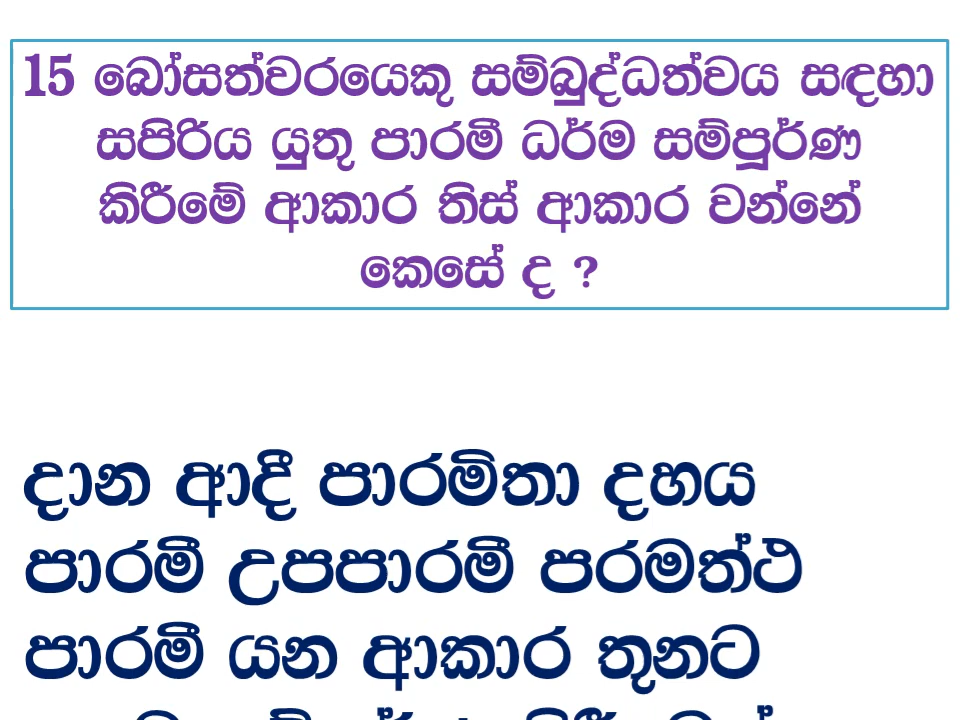 15 බෝසත්වරයෙකු සම්බුද්ධත්වය සඳහා
සපිරිය යුතු පාරමී ධර්ම සම්පූර්ණ
කිරීමේ ආකාර තිස් ආකාර වන්නේ
කෙසේ ද ?
දාන ආදී පාරමිතා දහය
පාරමී උපපාරමී පරමත්ථ
පාරමී යන ආකාර තුනට